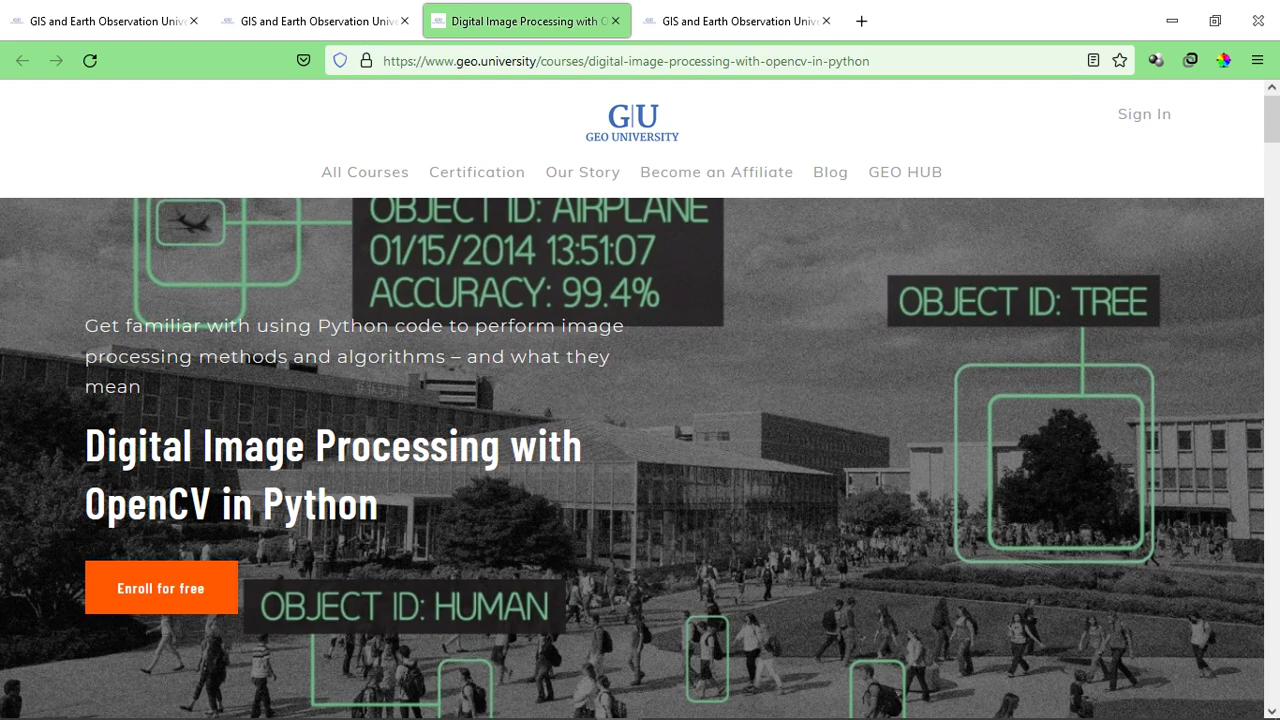 GIS and Earth Observation Unive
GIS and Earth Observation Unive
Digital Image Processing with O
GIS and Earth Observation Unive
https://www.geo.university/courses/digital-image-processing-with-opencv-in-python
G|U
GEO UNIVERSITY
Sign In
All Courses
Certification
Our Story
Become an Affiliate
Blog
GEO HUB
OBJECT ID: AIRPLANE
01/15/2014 13:51:07
ACCURACY: 99.4%
OBJECT ID: TREE
Get familiar with using Python code to perform image
processing methods and algorithms – and what they
mean
Digital Image Processing with
OpenCV in Python
Enroll for free
OBJECT ID: HUMAN